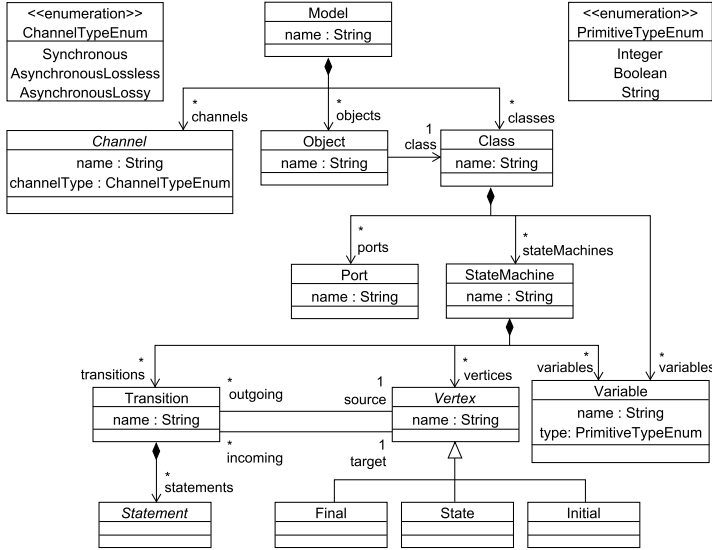 <<enumeration>>
ChannelTypeEnum
Synchronous
AsynchronousLossless
AsynchronousLossy
Model
name : String
<<enumeration>>
PrimitiveTypeEnum
Integer
Boolean
String
*
channels
*
objects
*
classes
Channel
name : String
channelType : ChannelTypeEnum
Object
name : String
1
class
Class
name: String
*
ports
*
stateMachines
Port
name : String
StateMachine
name : String
*
transitions
*
vertices
*
variables
*
variables
Transition
name : String
*
outgoing
1
source
Vertex
name : String
Variable
name : String
type: PrimitiveTypeEnum
*
incoming
1
target
*
statements
Statement
Final
State
Initial